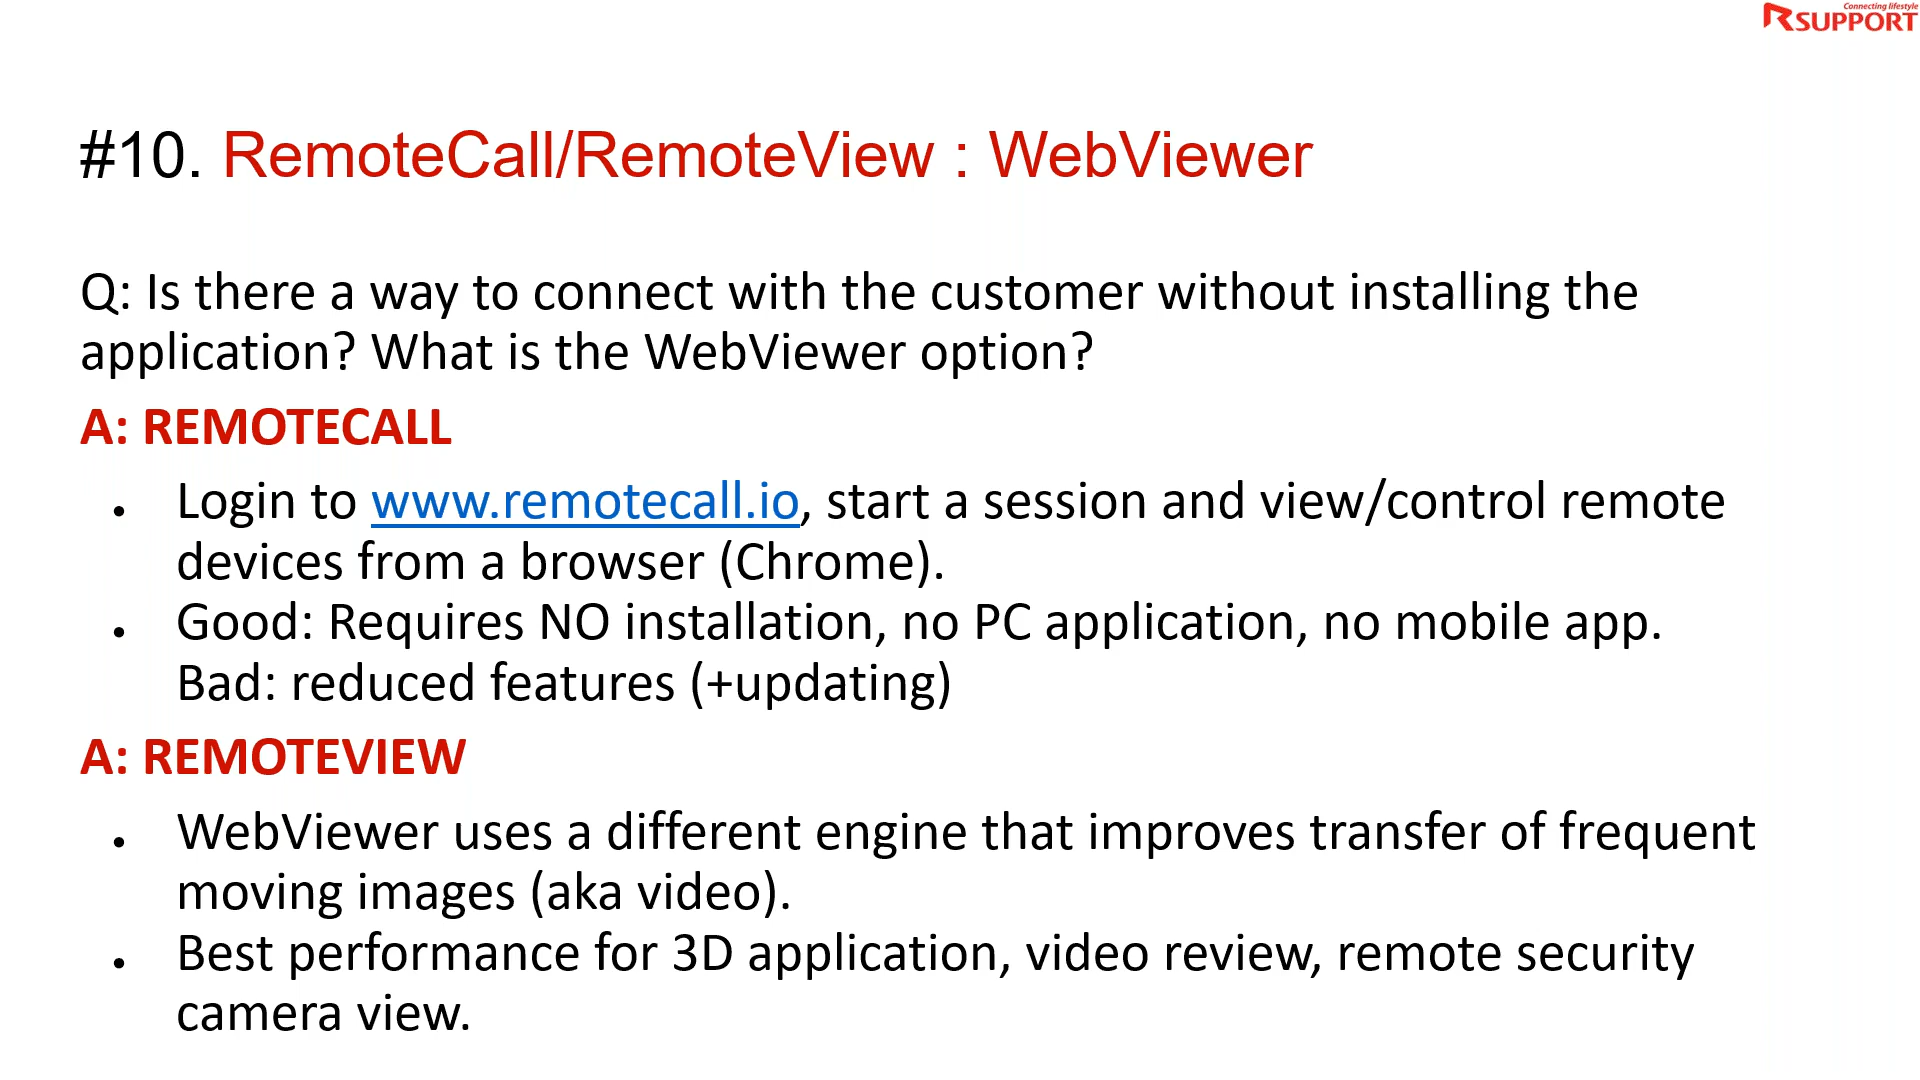 Connecting lifestyle
RSUPPORT
#10. RemoteCall/RemoteView : WebViewer
Q: Is there a way to connect with the customer without installing the
application? What is the WebViewer option?
A: REMOTECALL
• Login to www.remotecall.io, start a session and view/control remote
devices from a browser (Chrome).
• Good: Requires NO installation, no PC application, no mobile app.
Bad: reduced features (+updating)
A: REMOTEVIEW
• WebViewer uses a different engine that improves transfer of frequent
moving images (aka video).
• Best performance for 3D application, video review, remote security
camera view.